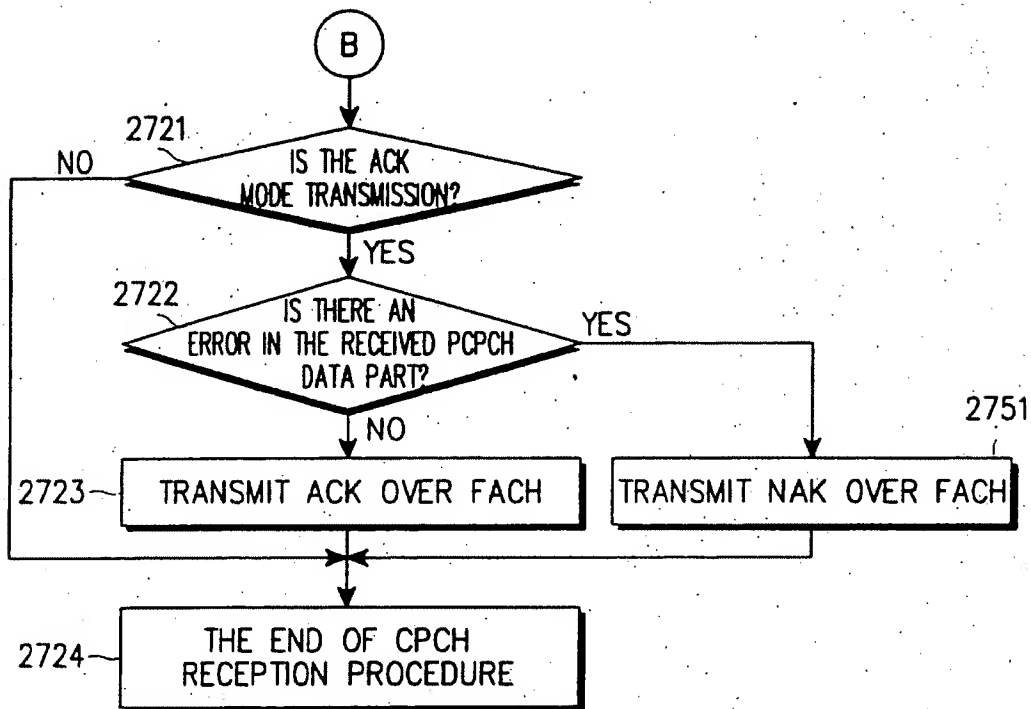 B
2721
NO
IS THE ACK
MODE TRANSMISSION?
YES
2722
IS THERE AN
ERROR IN THE RECEIVED PCPCH
DATA PART?
YES
NO
2751
2723
TRANSMIT ACK OVER FACH
TRANSMIT NAK OVER FACH
2724
THE END OF CPCH
RECEPTION PROCEDURE